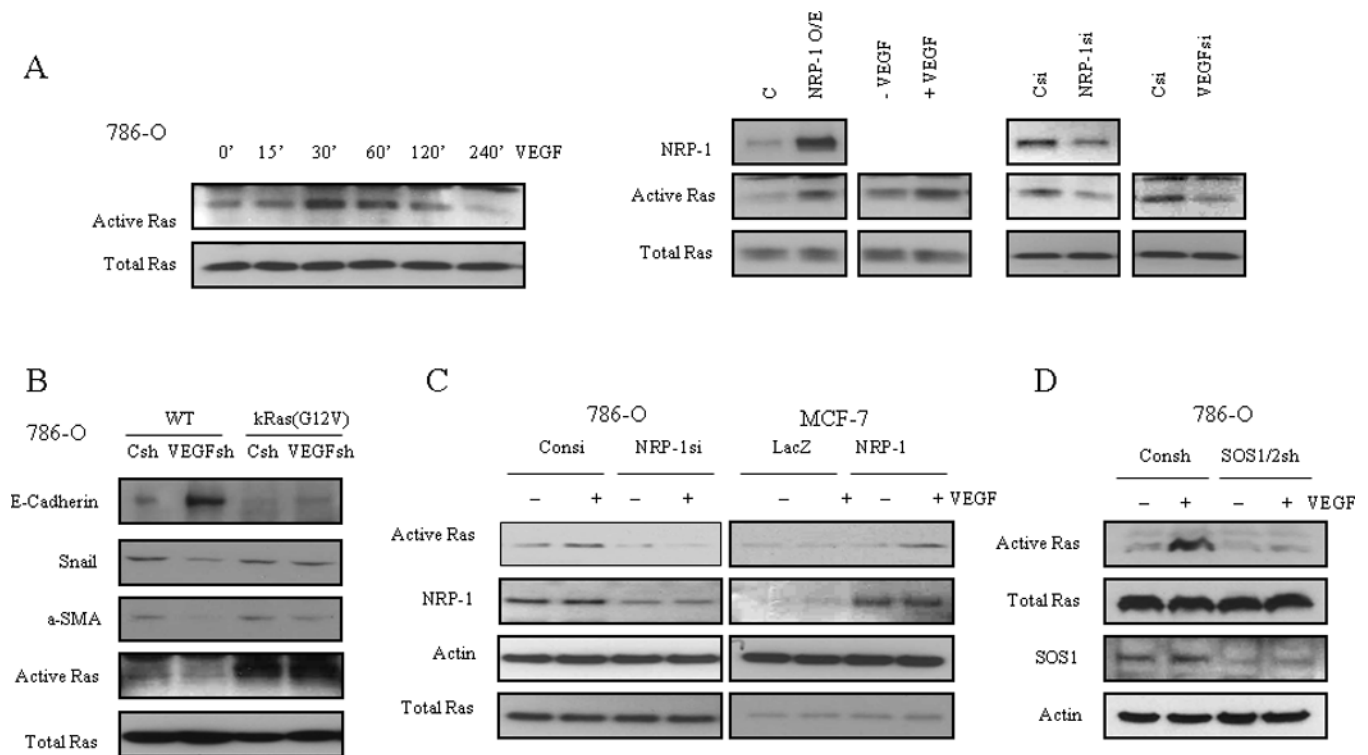 A
786-O
0' 15' 30' 60' 120' 240' VEGF
Active Ras
Total Ras
C
NRP-1 O/E
- VEGF
+ VEGF
Csi
NRP-1si
Csi
VEGFsi
NRP-1
Active Ras
Total Ras
B
786-O
WT kRas(G12V)
Csh VEGFsh Csh VEGFsh
E-Cadherin
Snail
a-SMA
Active Ras
Total Ras
C
786-O MCF-7
Consi NRP-1si LacZ NRP-1
– + – + – + – + VEGF
Active Ras
NRP-1
Actin
Total Ras
D
786-O
Consh SOS1/2sh
– + – + VEGF
Active Ras
Total Ras
SOS1
Actin